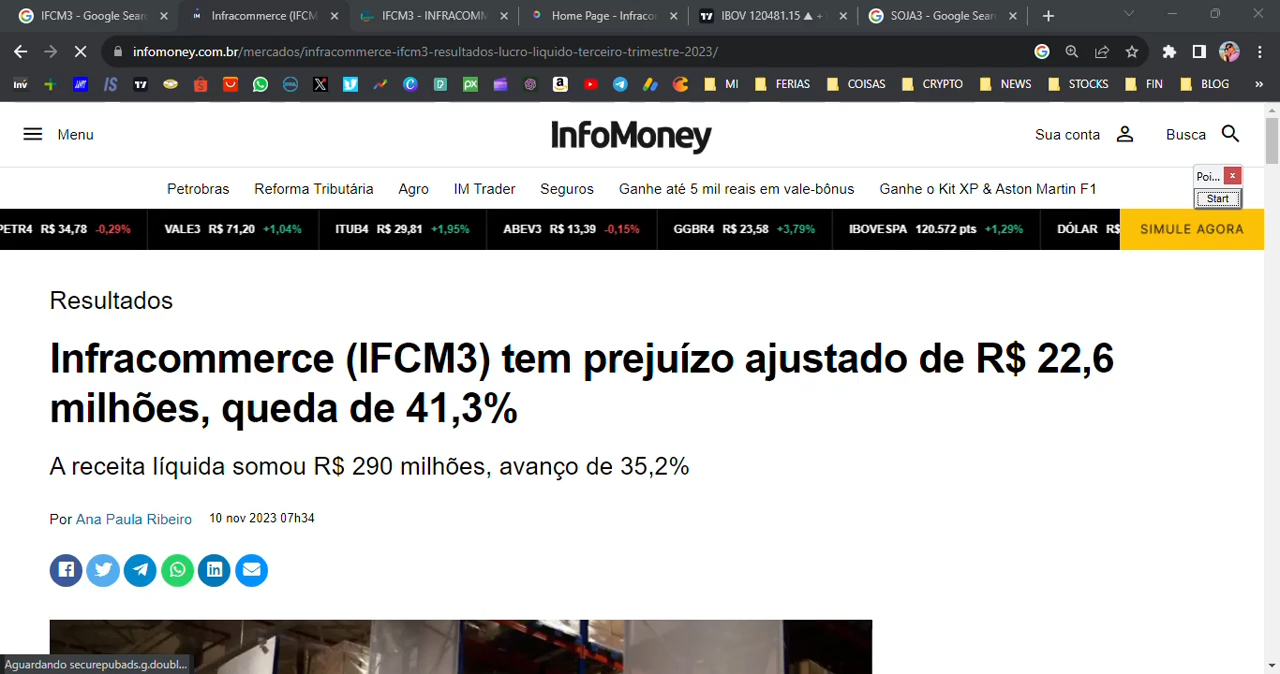 IFCM3 - Google Sear
Infracommerce (IFCM
IFCM3 - INFRACOMM
Home Page - Infraco
IBOV 120481.15 ▲ +
SOJA3 - Google Sear
infomoney.com.br/mercados/infracommerce-ifcm3-resultados-lucro-liquido-terceiro-trimestre-2023/
MI
FERIAS
COISAS
CRYPTO
NEWS
STOCKS
FIN
BLOG
Menu
InfoMoney
Sua conta
Busca
Petrobras
Reforma Tributária
Agro
IM Trader
Seguros
Ganhe até 5 mil reais em vale-bônus
Ganhe o Kit XP & Aston Martin F1
Poi...
Start
PETR4 R$ 34,78 -0,29%
VALE3 R$ 71,20 +1,04%
ITUB4 R$ 29,81 +1,95%
ABEV3 R$ 13,39 -0,15%
GGBR4 R$ 23,58 +3,79%
IBOVESPA 120.572 pts +1,29%
DÓLAR R$
SIMULE AGORA
Resultados
Infracommerce (IFCM3) tem prejuízo ajustado de R$ 22,6
milhões, queda de 41,3%
A receita líquida somou R$ 290 milhões, avanço de 35,2%
Por Ana Paula Ribeiro 10 nov 2023 07h34
Aguardando securepubads.g.doubl...